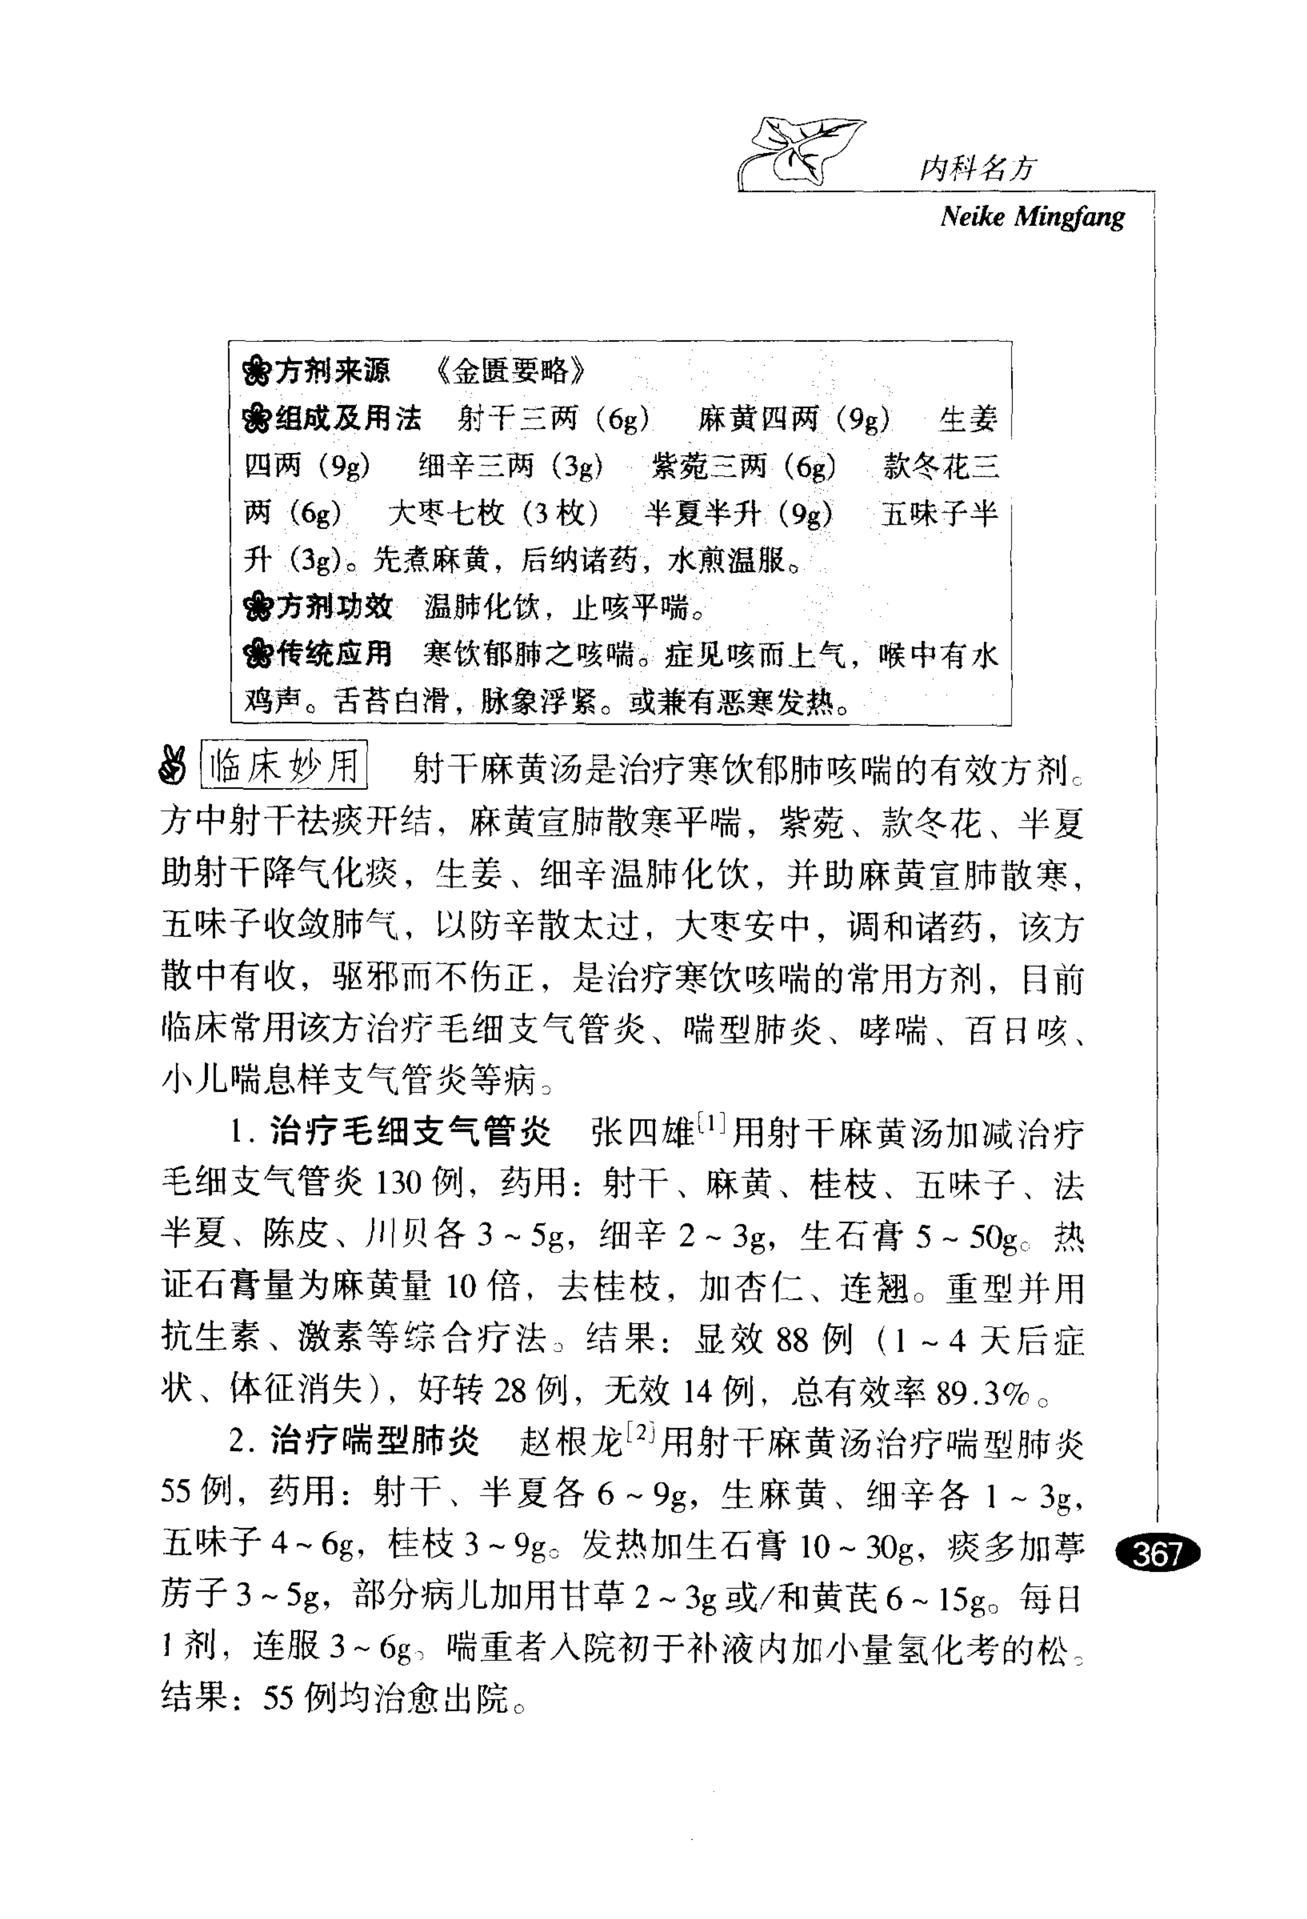 内科名方
Neike Mingfang
方剂来源 《金匮要略》
组成及用法 射干三两（6g） 麻黄四两（9g） 生姜
四两（9g） 细辛三两（3g） 紫菀三两（6g） 款冬花三
两（6g） 大枣七枚（3枚） 半夏半升（9g） 五味子半
升（3g）。先煮麻黄，后纳诸药，水煎温服。
方剂功效 温肺化饮，止咳平喘。
传统应用 寒饮郁肺之咳喘。症见咳而上气，喉中有水
鸡声。舌苔白滑，脉象浮紧。或兼有恶寒发热。
临床妙用 射干麻黄汤是治疗寒饮郁肺咳喘的有效方剂。
方中射干祛痰开结，麻黄宣肺散寒平喘，紫菀、款冬花、半夏
助射干降气化痰，生姜、细辛温肺化饮，并助麻黄宣肺散寒，
五味子收敛肺气，以防辛散太过，大枣安中，调和诸药，该方
散中有收，驱邪而不伤正，是治疗寒饮咳喘的常用方剂，目前
临床常用该方治疗毛细支气管炎、喘型肺炎、哮喘、百日咳、
小儿喘息样支气管炎等病。
1. 治疗毛细支气管炎 张四雄[1]用射干麻黄汤加减治疗
毛细支气管炎 130 例，药用：射干、麻黄、桂枝、五味子、法
半夏、陈皮、川贝各 3～5g，细辛 2～3g，生石膏 5～50g。热
证石膏量为麻黄量 10 倍，去桂枝，加杏仁、连翘。重型并用
抗生素、激素等综合疗法。结果：显效 88 例（1～4 天后症
状、体征消失），好转 28 例，无效 14 例，总有效率 89.3%。
2. 治疗喘型肺炎 赵根龙[2]用射干麻黄汤治疗喘型肺炎
55 例，药用：射干、半夏各 6～9g，生麻黄、细辛各 1～3g，
五味子 4～6g，桂枝 3～9g。发热加生石膏 10～30g，痰多加葶
苈子 3～5g，部分病儿加用甘草 2～3g 或/和黄芪 6～15g。每日
1 剂，连服 3～6g。喘重者入院初于补液内加小量氢化考的松。
结果：55 例均治愈出院。
367